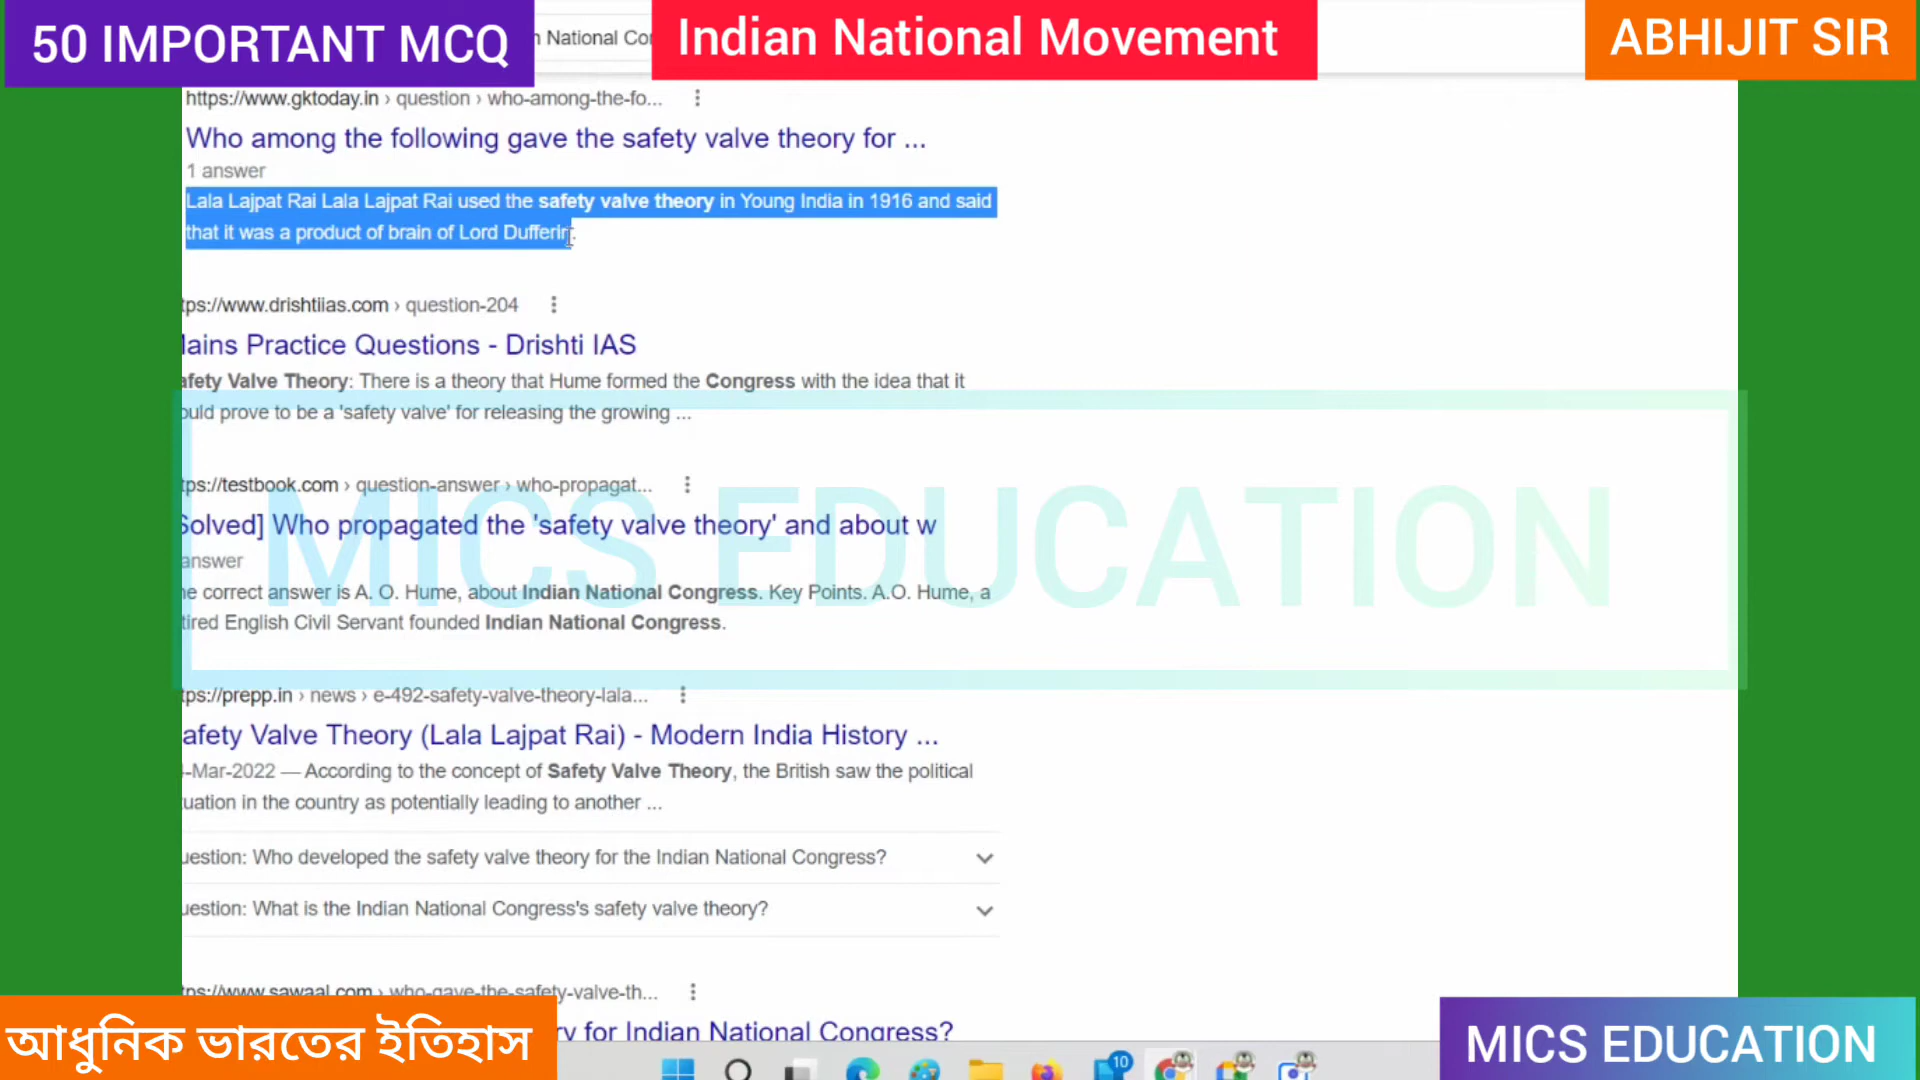 50 IMPORTANT MCQ
n National Co
Indian National Movement
ABHIJIT SIR
https://www.gktoday.in › question › who-among-the-fo...
Who among the following gave the safety valve theory for ...
1 answer
Lala Lajpat Rai Lala Lajpat Rai used the safety valve theory in Young India in 1916 and said
that it was a product of brain of Lord Dufferin.
tps://www.drishtiias.com › question-204
lains Practice Questions - Drishti IAS
afety Valve Theory: There is a theory that Hume formed the Congress with the idea that it
ould prove to be a 'safety valve' for releasing the growing ...
MICS EDUCATION
tps://testbook.com › question-answer › who-propagat...
Solved] Who propagated the 'safety valve theory' and about w
answer
ne correct answer is A. O. Hume, about Indian National Congress. Key Points. A.O. Hume, a
tired English Civil Servant founded Indian National Congress.
tps://prepp.in › news › e-492-safety-valve-theory-lala...
afety Valve Theory (Lala Lajpat Rai) - Modern India History ...
-Mar-2022 — According to the concept of Safety Valve Theory, the British saw the political
tuation in the country as potentially leading to another ...
uestion: Who developed the safety valve theory for the Indian National Congress?
uestion: What is the Indian National Congress's safety valve theory?
tps://www.sawaal.com › who-gave-the-safety-valve-th...
ry for Indian National Congress?
আধুনিক ভারতের ইতিহাস
10
MICS EDUCATION